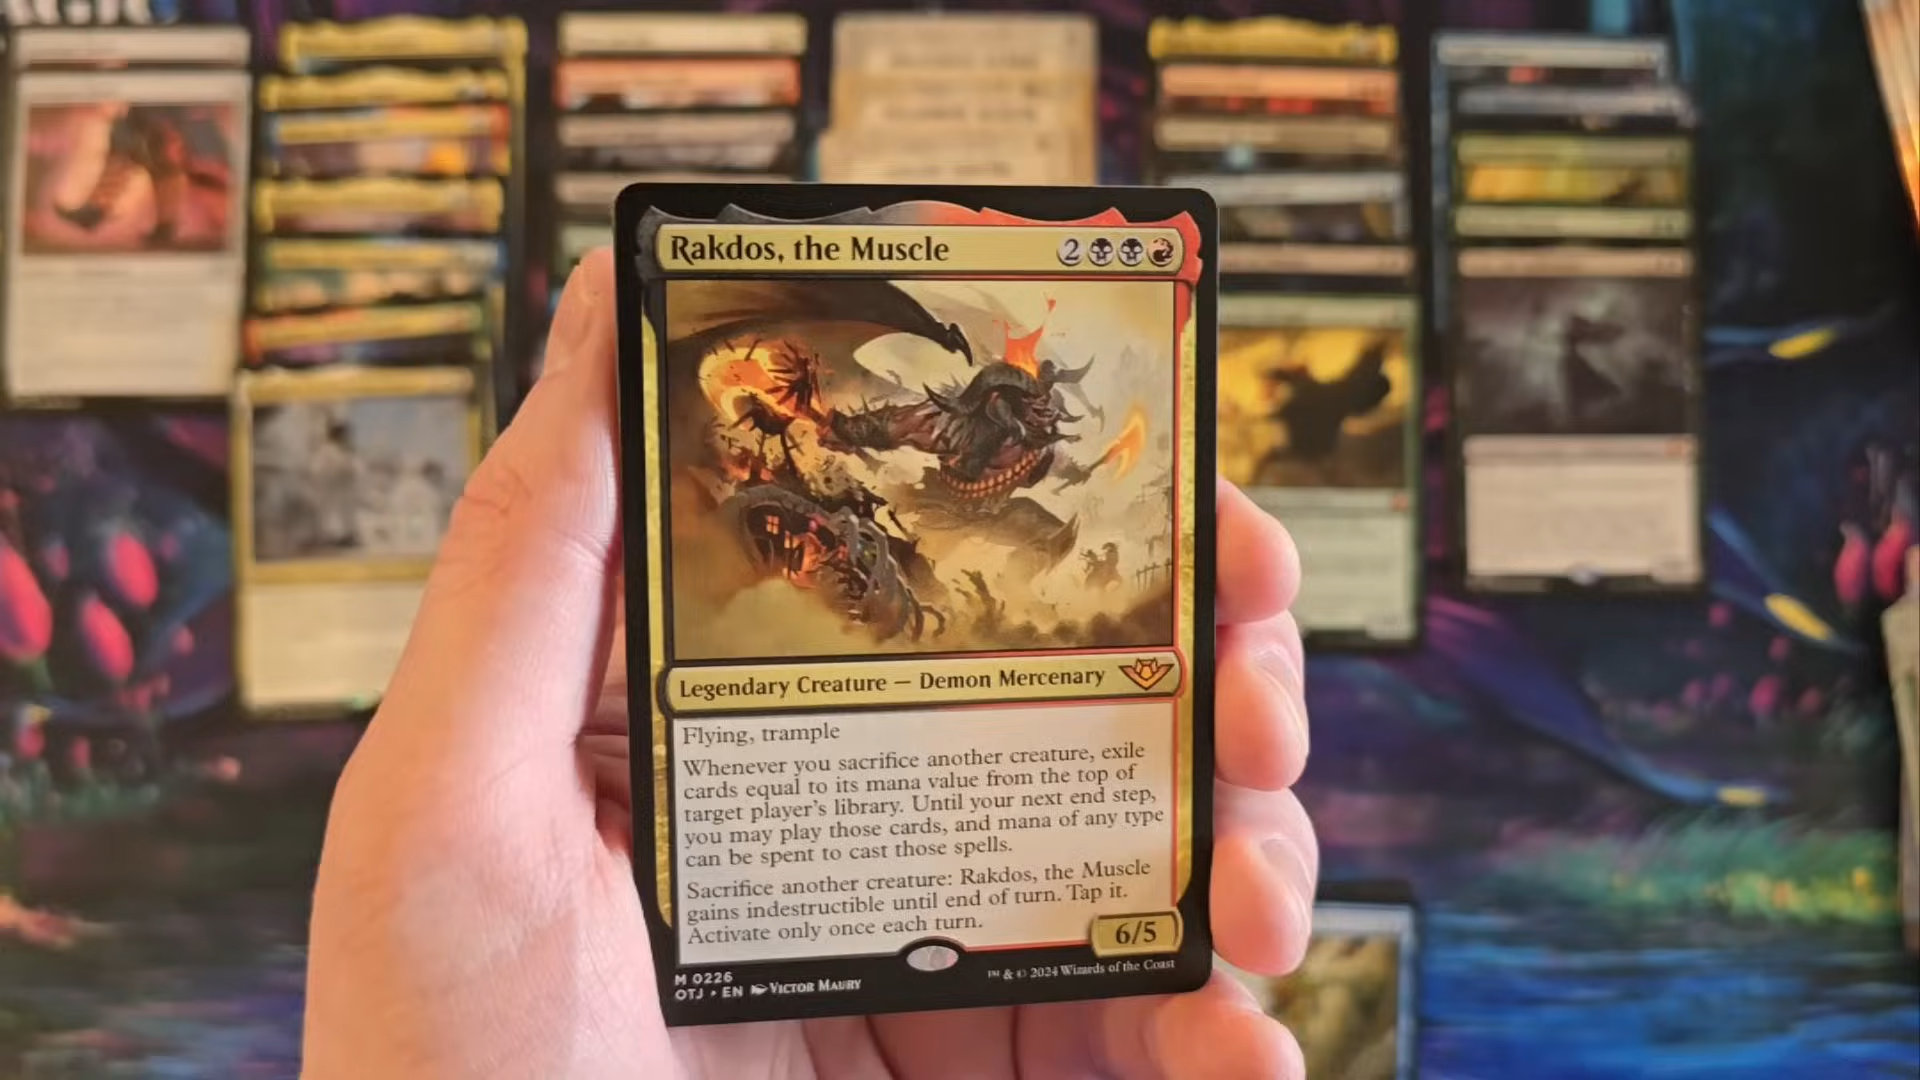 Rakdos, the Muscle 2
Legendary Creature — Demon Mercenary
Flying, trample
Whenever you sacrifice another creature, exile
cards equal to its mana value from the top of
target player's library. Until your next end step,
you may play those cards, and mana of any type
can be spent to cast those spells.
Sacrifice another creature: Rakdos, the Muscle
gains indestructible until end of turn. Tap it.
Activate only once each turn.
6/5
M 0226
OTJ • EN VICTOR MAURY
™ & © 2024 Wizards of the Coast